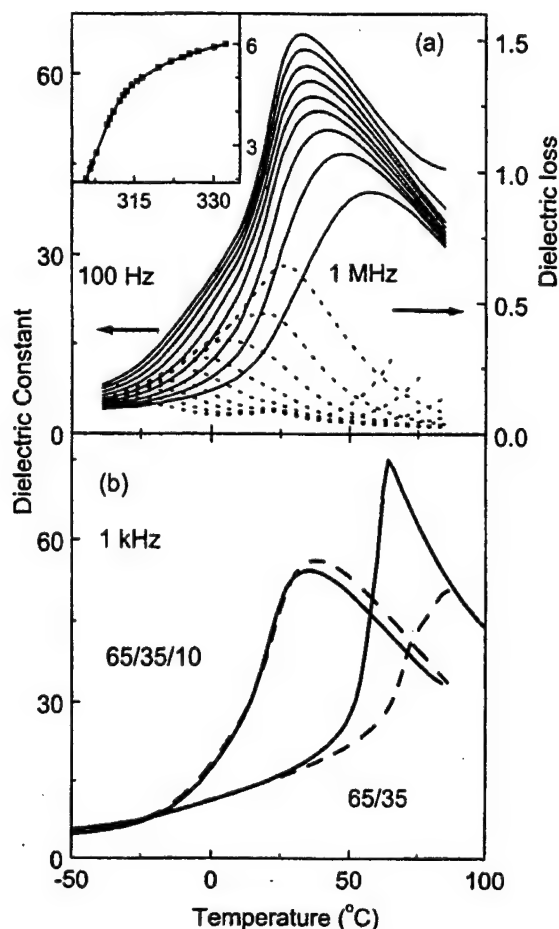 (a)
60
30
0
1.5
1.0
0.5
0.0
6
3
315
330
100 Hz
1 MHz
Dielectric Constant
Dielectric loss
(b)
1 kHz
60
30
0
65/35/10
65/35
-50
0
50
100
Temperature (°C)